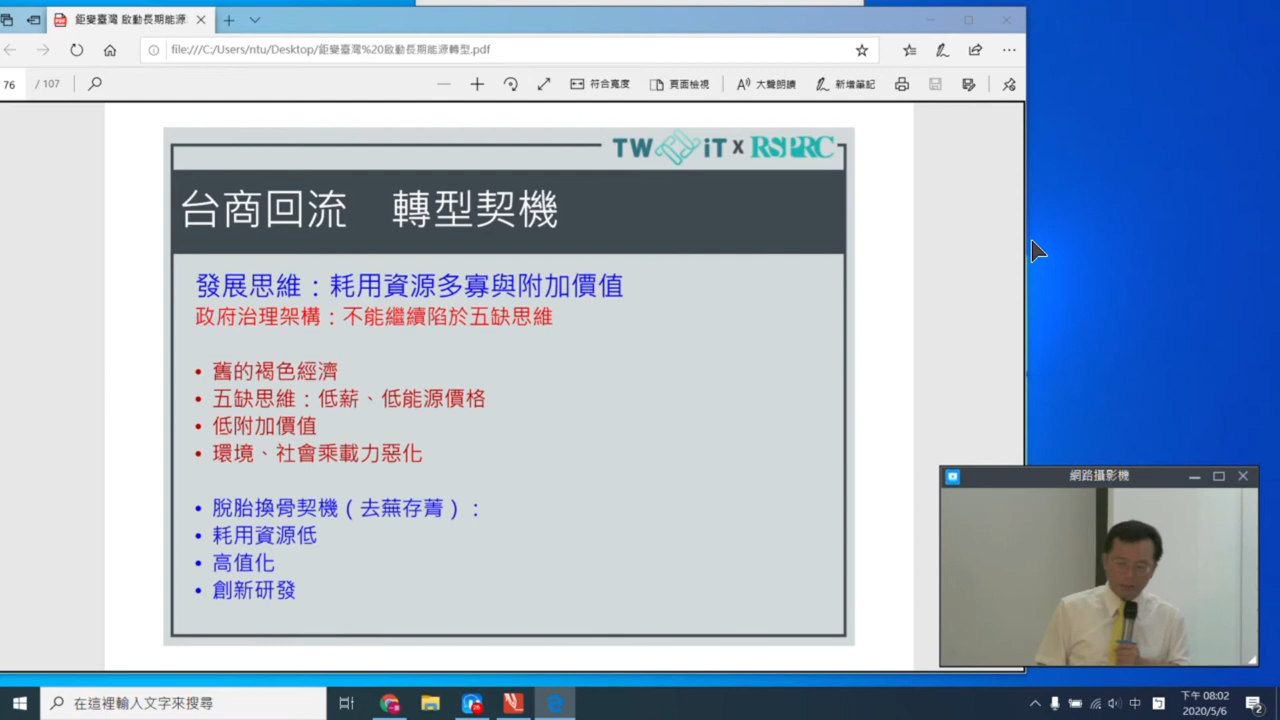 鉅變臺灣 啟動長期能源
file:///C:/Users/ntu/Desktop/鉅變臺灣%20啟動長期能源轉型.pdf
76 / 107
符合寬度 頁面檢視 大聲朗讀 新增筆記
TW iT x RSPRC
台商回流 轉型契機
發展思維：耗用資源多寡與附加價值
政府治理架構：不能繼續陷於五缺思維
• 舊的褐色經濟
• 五缺思維：低薪、低能源價格
• 低附加價值
• 環境、社會乘載力惡化
• 脫胎換骨契機（去蕪存菁）：
• 耗用資源低
• 高值化
• 創新研發
網路攝影機
在這裡輸入文字來搜尋
中
下午 08:02
2020/5/6
2